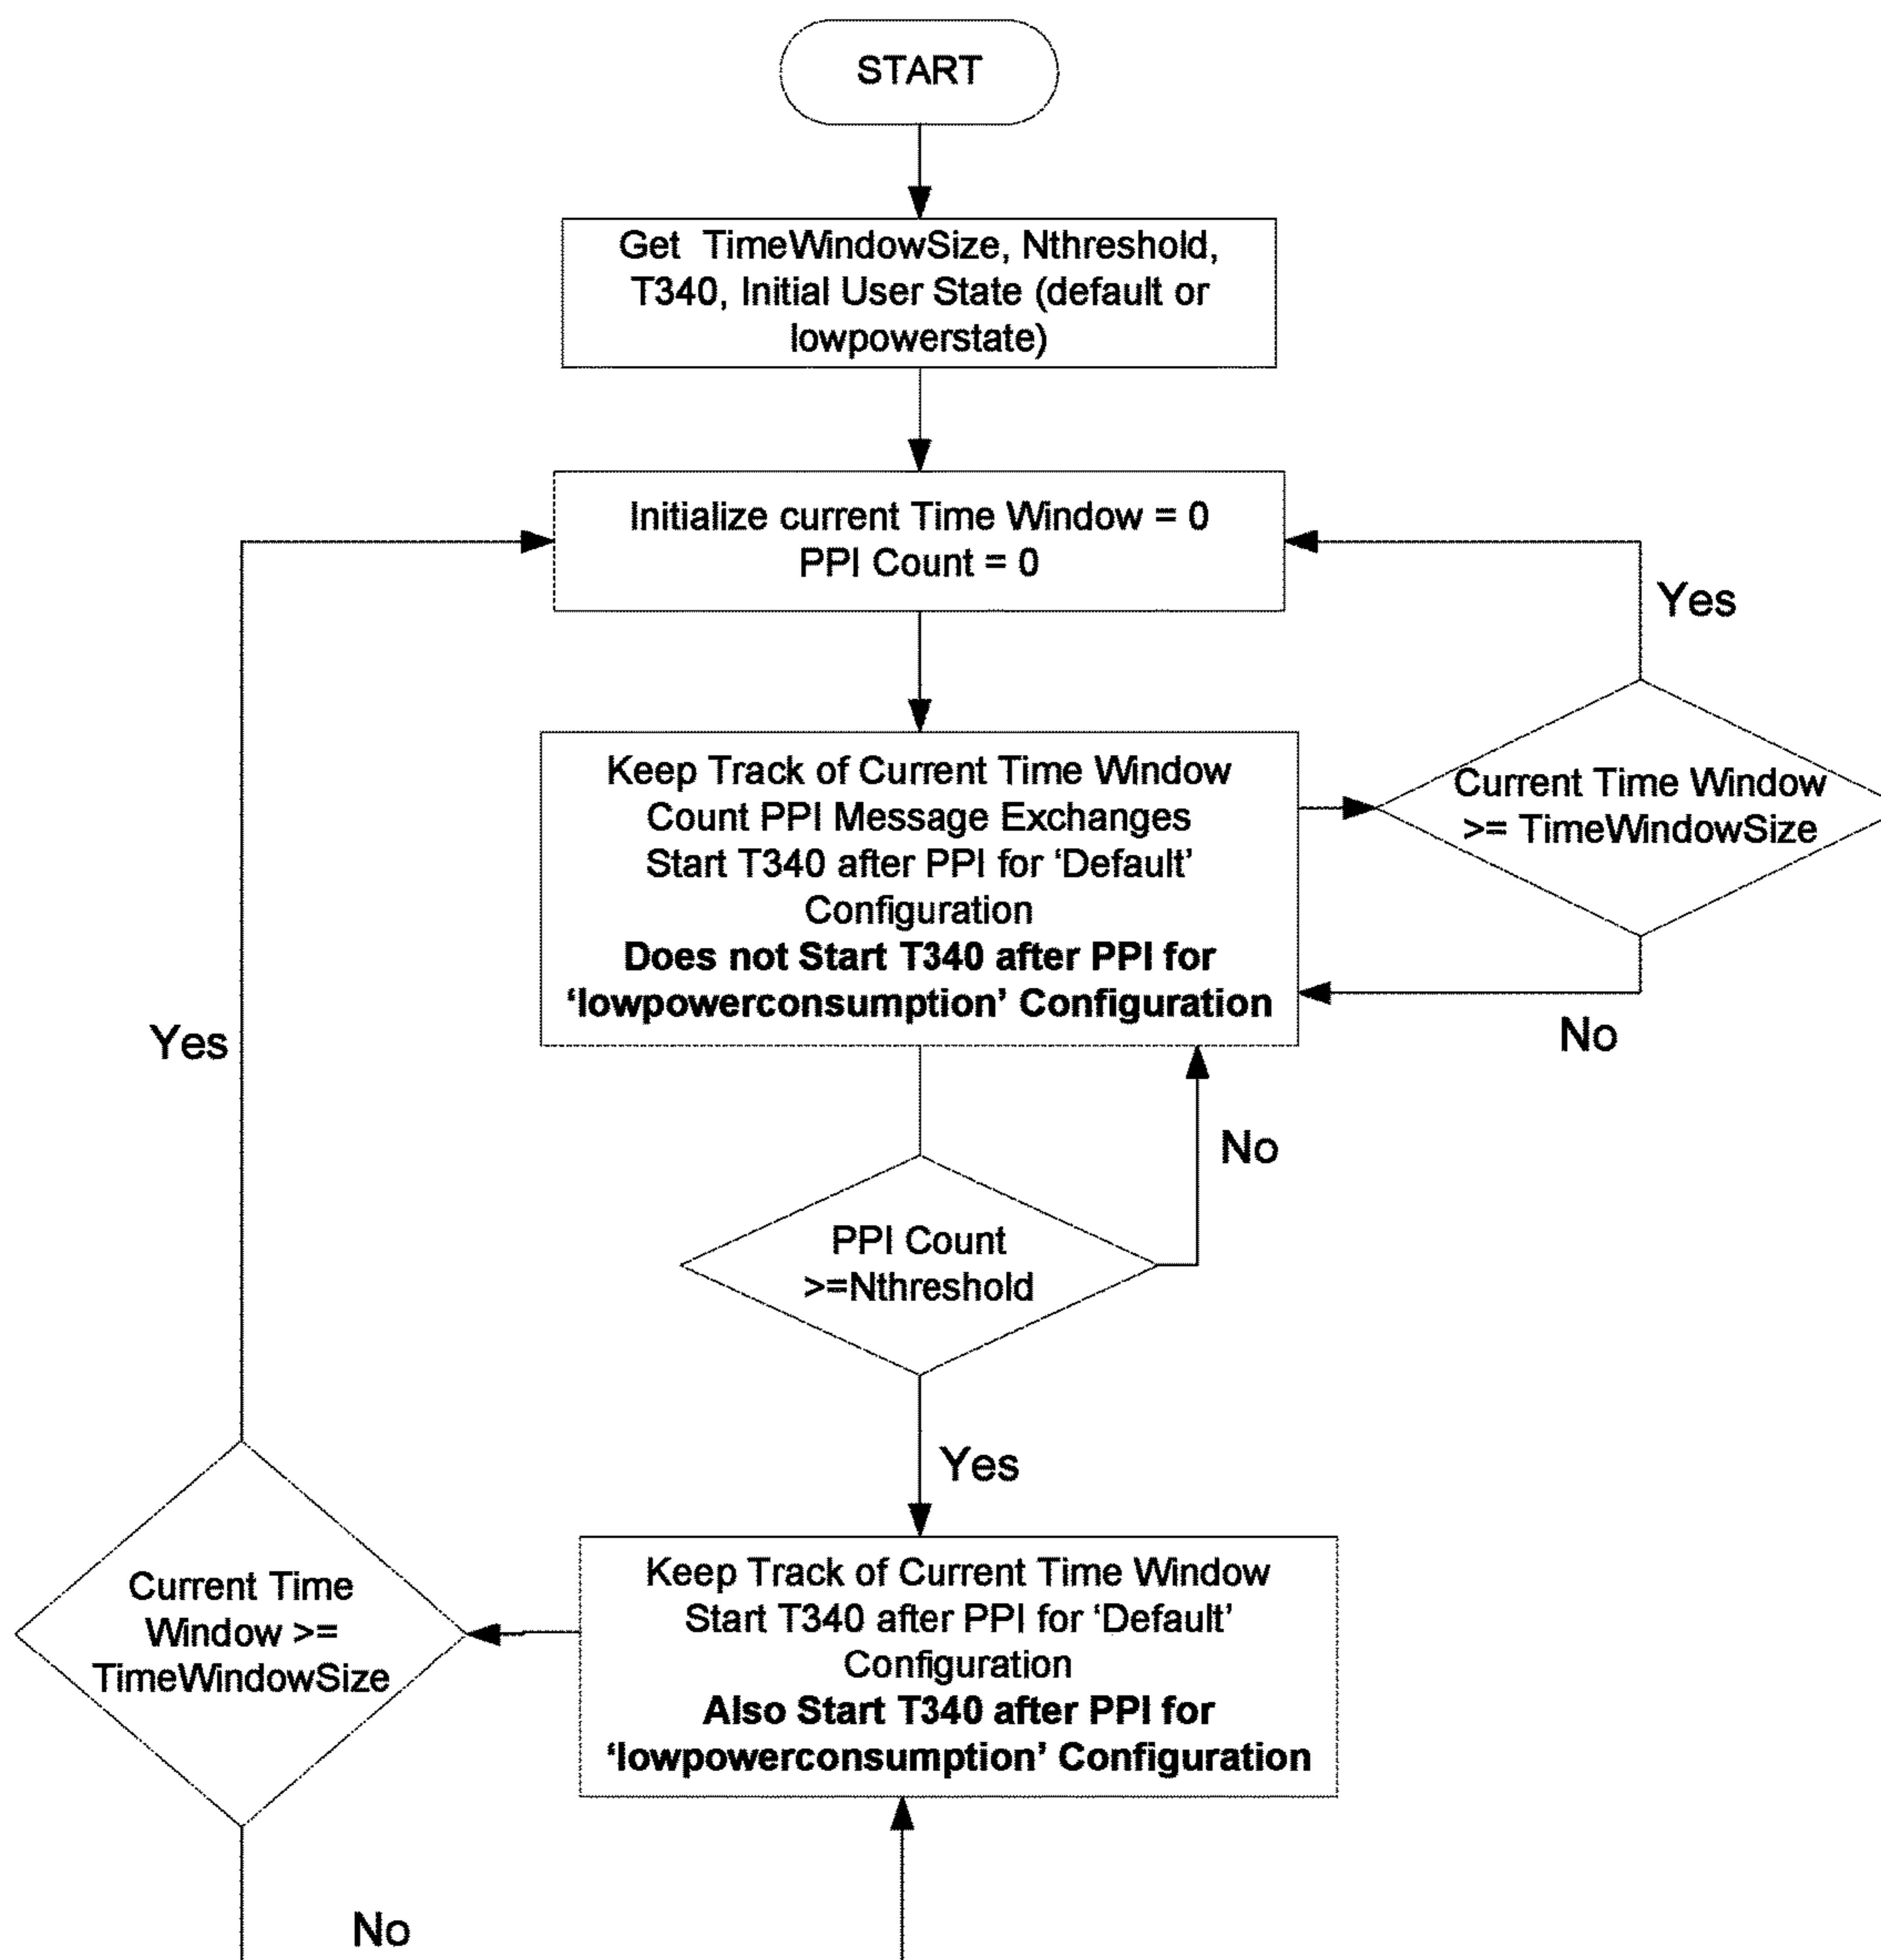 START
Get TimeWindowSize, Nthreshold,
T340, Initial User State (default or
lowpowerstate)
Initialize current Time Window = 0
PPI Count = 0
Yes
Keep Track of Current Time Window
Count PPI Message Exchanges
Start T340 after PPI for ‘Default’
Configuration
Does not Start T340 after PPI for
‘lowpowerconsumption’ Configuration
Current Time Window
>= TimeWindowSize
No
Yes
No
PPI Count
>=Nthreshold
Yes
Keep Track of Current Time Window
Start T340 after PPI for ‘Default’
Configuration
Also Start T340 after PPI for
‘lowpowerconsumption’ Configuration
Current Time
Window >=
TimeWindowSize
No